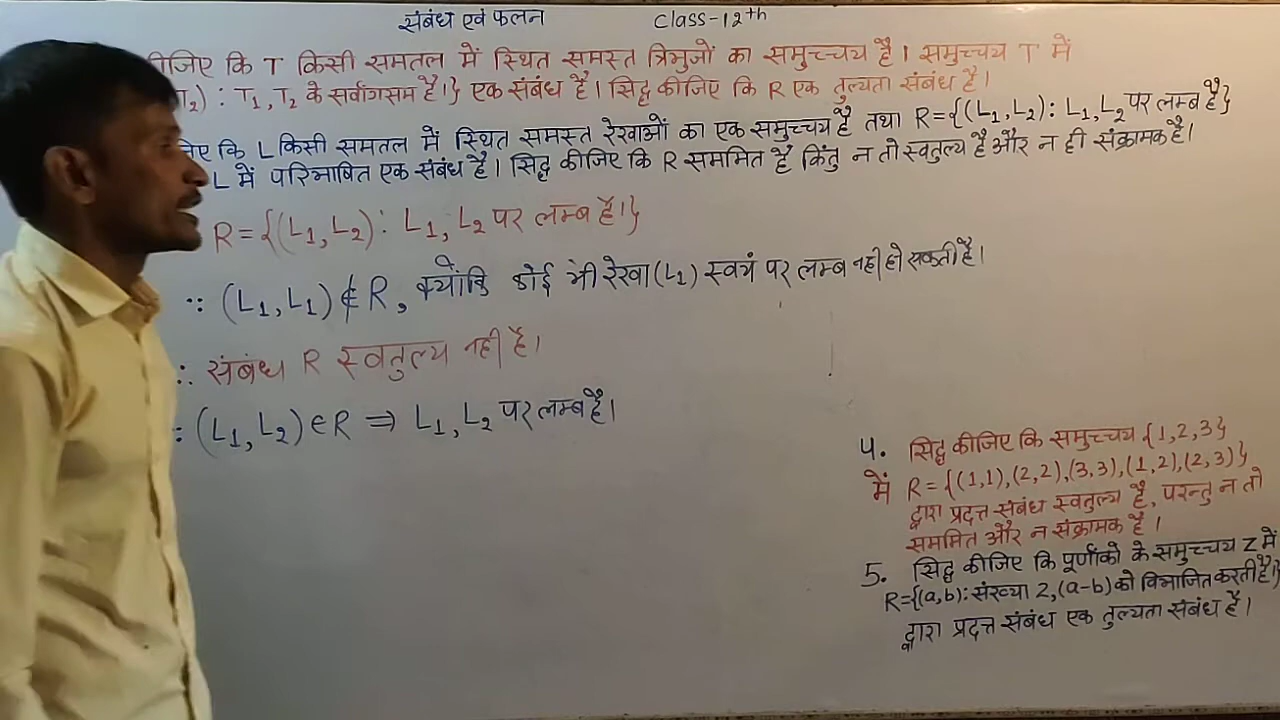 संबंध एवं फलन Class-12th
कि T किसी समतल में स्थित समस्त त्रिभुजों का समुच्च्य है। समुच्चय T में
T₂) : T₁, T₂ के सर्वांगसम है।} एक संबंध है। सिद्ध कीजिए कि R एक तुल्यता संबंध है।
कि L किसी समतल में स्थित समस्त रेखाओं का एक समुच्चय है तथा R={(L₁, L₂): L₁, L₂ पर लम्ब है}
L में परिभाषित एक संबंध है। सिद्ध कीजिए कि R सममित है किंतु न तो स्वतुल्य है और न ही संक्रामक है।
R={(L₁, L₂): L₁, L₂ पर लम्ब है।}
∵ (L₁, L₁) ∉ R, क्योंकि कोई भी रेखा (L₁) स्वयं पर लम्ब नही हो सकती है।
∴ संबंध R स्वतुल्य नही है।
: (L₁, L₂) ∈ R ⇒ L₁, L₂ पर लम्ब है।
4. सिद्ध कीजिए कि समुच्चय {1,2,3}
में R={(1,1),(2,2),(3,3),(1,2),(2,3)}
द्वारा प्रदत्त संबंध स्वतुल्य है, परन्तु न तो
सममित और न संक्रामक है।
5. सिद्ध कीजिए कि पूर्णांको के समुच्चय Z में
R={(a,b): संख्या 2,(a-b) को विभाजित करती है।}
द्वारा प्रदत्त संबंध एक तुल्यता संबंध है।